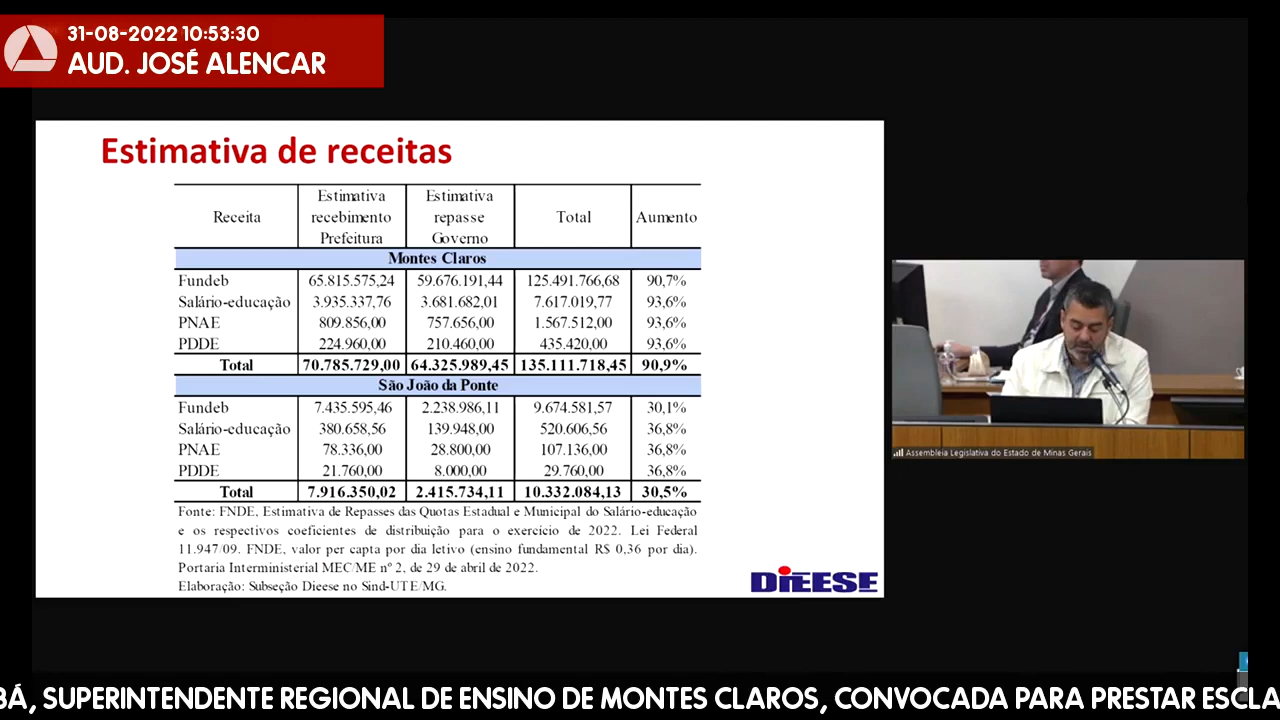 31-08-2022 10:53:30
AUD. JOSÉ ALENCAR
Estimativa de receitas
Receita Estimativa recebimento Prefeitura Estimativa repasse Governo Total Aumento
Montes Claros
Fundeb 65.815.575,24 59.676.191,44 125.491.766,68 90,7%
Salário-educação 3.935.337,76 3.681.682,01 7.617.019,77 93,6%
PNAE 809.856,00 757.656,00 1.567.512,00 93,6%
PDDE 224.960,00 210.460,00 435.420,00 93,6%
Total 70.785.729,00 64.325.989,45 135.111.718,45 90,9%
São João da Ponte
Fundeb 7.435.595,46 2.238.986,11 9.674.581,57 30,1%
Salário-educação 380.658,56 139.948,00 520.606,56 36,8%
PNAE 78.336,00 28.800,00 107.136,00 36,8%
PDDE 21.760,00 8.000,00 29.760,00 36,8%
Total 7.916.350,02 2.415.734,11 10.332.084,13 30,5%
Fonte: FNDE, Estimativa de Repasses das Quotas Estadual e Municipal do Salário-educação
e os respectivos coeficientes de distribuição para o exercício de 2022. Lei Federal
11.947/09. FNDE, valor per capta por dia letivo (ensino fundamental R$ 0,36 por dia).
Portaria Interministerial MEC/ME nº 2, de 29 de abril de 2022.
Elaboração: Subseção Dieese no Sind-UTE/MG.
DIEESE
Assembleia Legislativa do Estado de Minas Gerais
BÁ, SUPERINTENDENTE REGIONAL DE ENSINO DE MONTES CLAROS, CONVOCADA PARA PRESTAR ESCLA